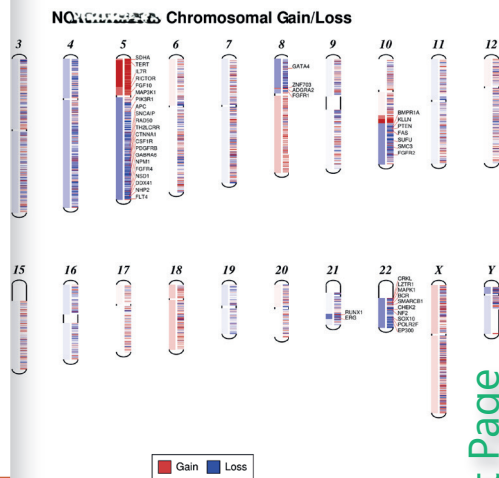 Chromosomal Gain/Loss
3 4 5 6 7 8 9 10 11 12
SDHA
TERT
IL7R
RICTOR
FGF10
MAP3K1
PIK3R1
APC
SNCAIP
RAD50
TH2LCRR
CTNNA1
CSF1R
PDGFRB
GABRA6
NPM1
FGFR4
NSD1
DDX41
NHP2
FLT4
GATA4
ZNF703
ADGRA2
FGFR1
BMPR1A
KLLN
PTEN
FAS
SUFU
SMC3
FGFR2
15 16 17 18 19 20 21 22 X Y
RUNX1
ERG
CRKL
LZTR1
MAPK1
BCR
SMARCB1
CHEK2
NF2
SOX10
POLR2F
EP300
Gain Loss
Page